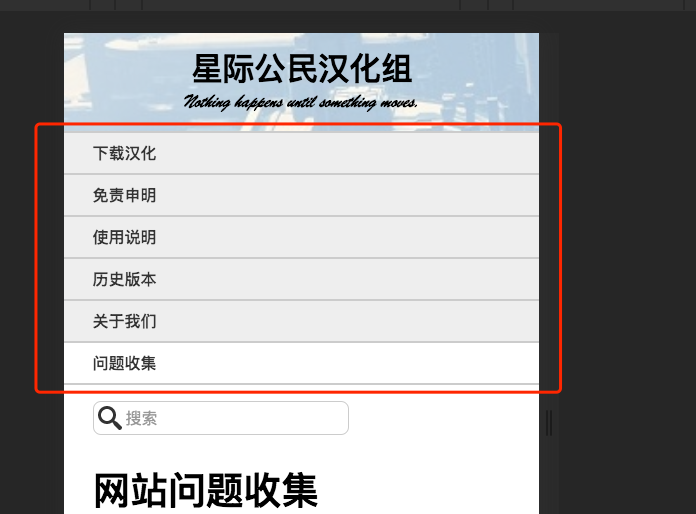 星际公民汉化组
Nothing happens until something moves.
下载汉化
免责申明
使用说明
历史版本
关于我们
问题收集
搜索
网站问题收集